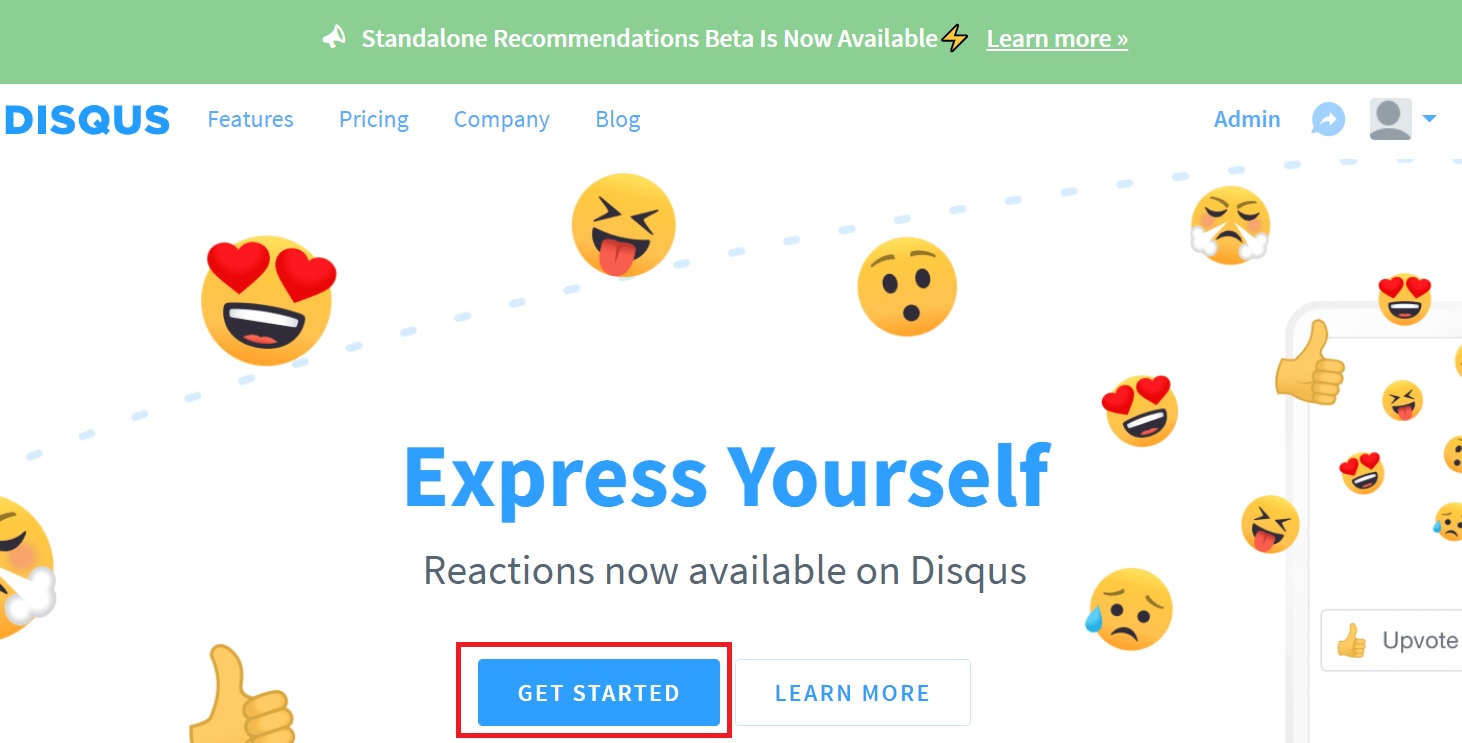 Standalone Recommendations Beta Is Now Available⚡ Learn more »
DISQUS Features Pricing Company Blog Admin
Express Yourself
Reactions now available on Disqus
Upvote
GET STARTED LEARN MORE